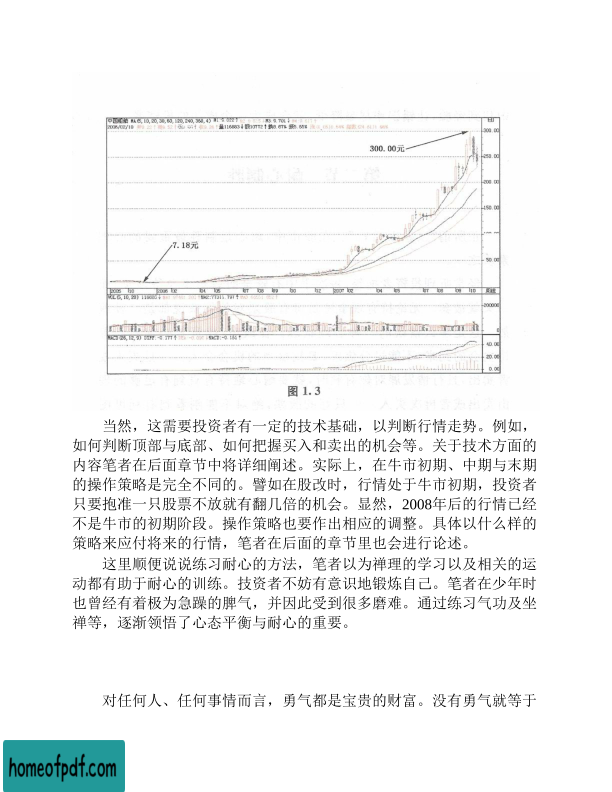 300.00元
7.18元
300.00
250.00
200.00
50.00
200000
40.00
20.00
0.00
图 1.3
当然，这需要投资者有一定的技术基础，以判断行情走势。例如，
如何判断顶部与底部、如何把握买入和卖出的机会等。关于技术方面的
内容笔者在后面章节中将详细阐述。实际上，在牛市初期、中期与末期
的操作策略是完全不同的。譬如在股改时，行情处于牛市初期，投资者
只要抱准一只股票不放就有翻几倍的机会。显然，2008年后的行情已经
不是牛市的初期阶段。操作策略也要作出相应的调整。具体以什么样的
策略来应付将来的行情，笔者在后面的章节里也会进行论述。
这里顺便说说练习耐心的方法，笔者以为禅理的学习以及相关的运
动都有助于耐心的训练。技资者不妨有意识地锻炼自己。笔者在少年时
也曾经有着极为急躁的脾气，并因此受到很多磨难。通过练习气功及坐
禅等，逐渐领悟了心态平衡与耐心的重要。
对任何人、任何事情而言，勇气都是宝贵的财富。没有勇气就等于
homeofpdf.com